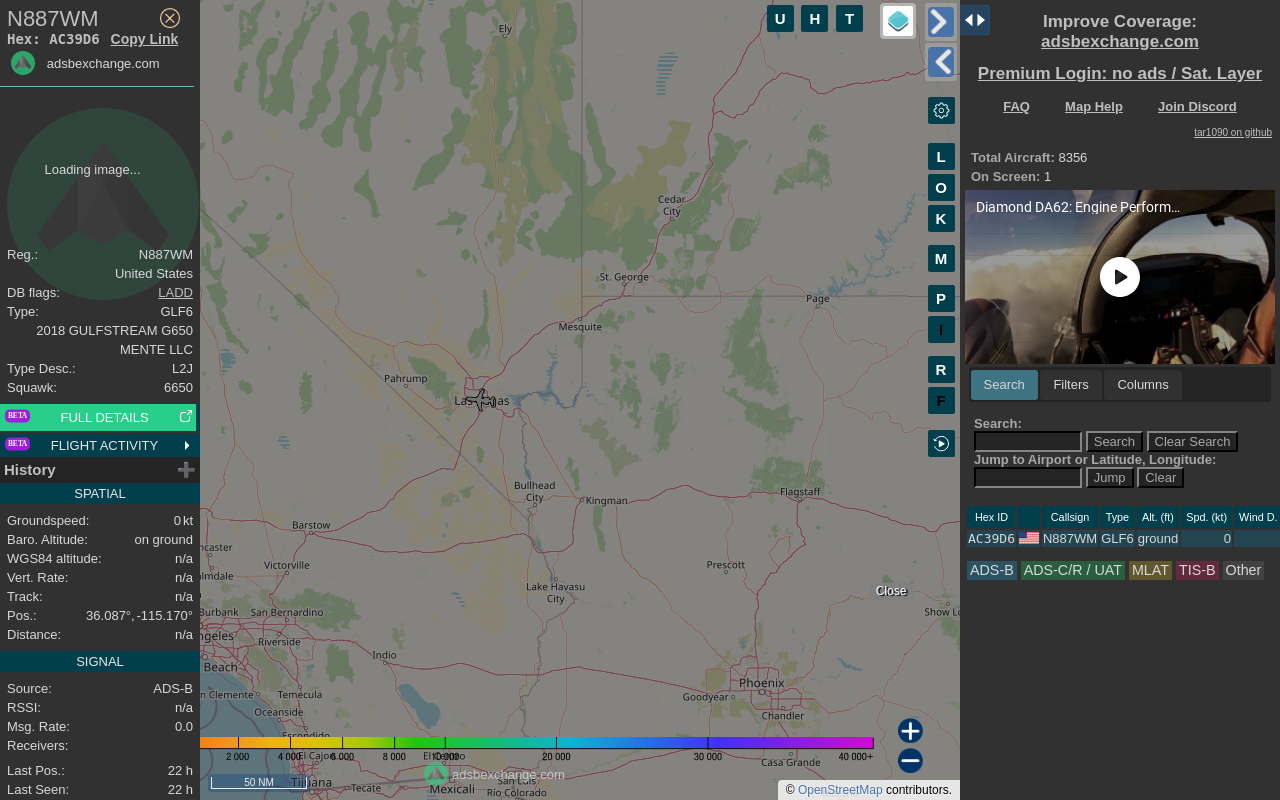 N887WM
Hex: AC39D6 Copy Link
adsbexchange.com
Loading image...
Reg.: N887WM
United States
DB flags: LADD
Type: GLF6
2018 GULFSTREAM G650
MENTE LLC
Type Desc.: L2J
Squawk: 6650
BETA FULL DETAILS
BETA FLIGHT ACTIVITY
History
SPATIAL
Groundspeed: 0 kt
Baro. Altitude: on ground
WGS84 altitude: n/a
Vert. Rate: n/a
Track: n/a
Pos.: 36.087°, -115.170°
Distance: n/a
SIGNAL
Source: ADS-B
RSSI: n/a
Msg. Rate: 0.0
Receivers:
Last Pos.: 22 h
Last Seen: 22 h
U H T
L
O
K
M
P
I
R
F
Ely
Cedar
City
St. George
Page
Mesquite
Pahrump
Las Vegas
Bullhead
City
Kingman
Flagstaff
Barstow
ncaster
Victorville
almdale
Prescott
Lake Havasu
City
Close
Show Lo
Burbank
San Bernardino
ngeles
Riverside
Beach
Indio
n Clemente
Temecula
Phoenix
Goodyear
Oceanside
Chandler
Escondido
El Cajon
El Centro
Casa Grande
2 000 4 000 6 000 8 000 20 000 30 000 40 000+
adsbexchange.com
50 NM
Tijuana
Tecate
Mexicali
San Luis
Río Colorado
© OpenStreetMap contributors.
Improve Coverage:
adsbexchange.com
Premium Login: no ads / Sat. Layer
FAQ Map Help Join Discord
tar1090 on github
Total Aircraft: 8356
On Screen: 1
Diamond DA62: Engine Perform...
Search Filters Columns
Search:
Search Clear Search
Jump to Airport or Latitude, Longitude:
Jump Clear
Hex ID Callsign Type Alt. (ft) Spd. (kt) Wind D.
AC39D6 N887WM GLF6 ground 0
ADS-B ADS-C/R / UAT MLAT TIS-B Other